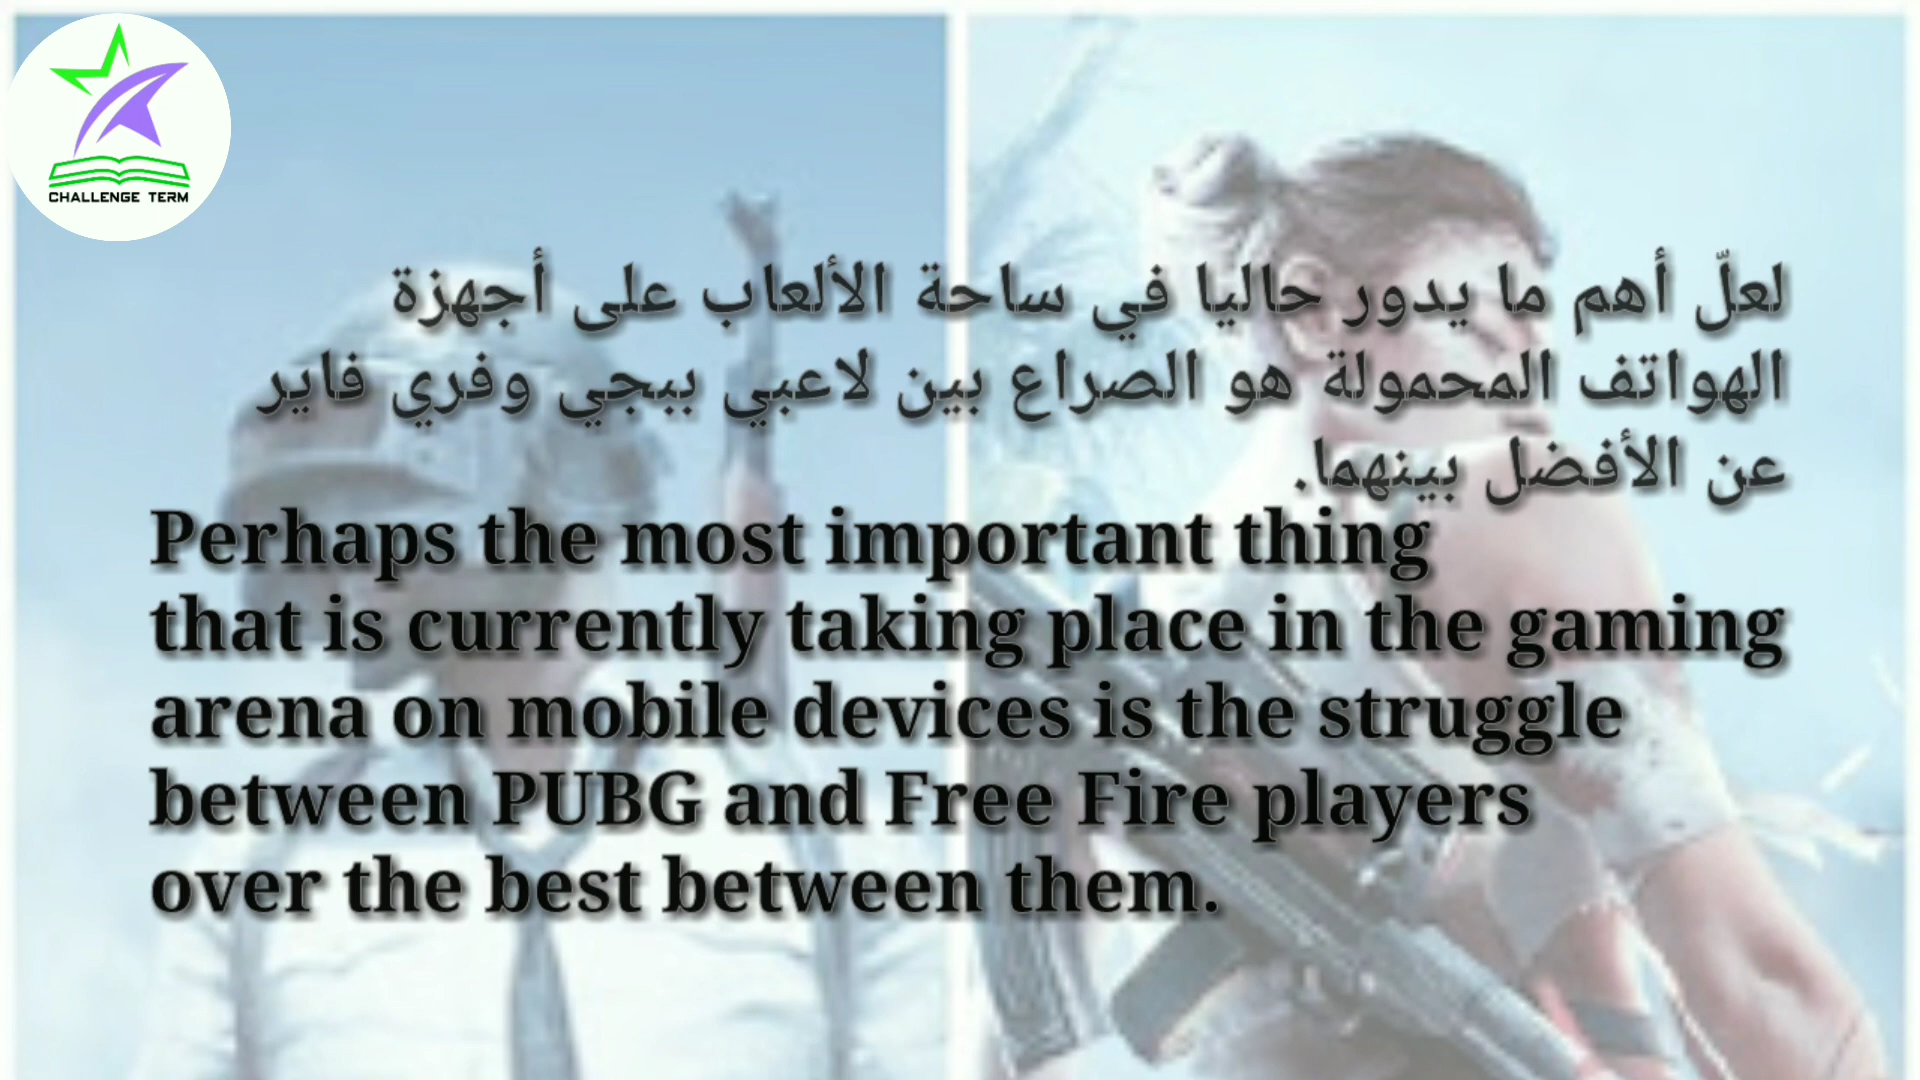 CHALLENGE TERM
لعلّ أهم ما يدور حاليا في ساحة الألعاب على أجهزة
الهواتف المحمولة هو الصراع بين لاعبي ببجي وفري فاير
عن الأفضل بينهما.
Perhaps the most important thing
that is currently taking place in the gaming
arena on mobile devices is the struggle
between PUBG and Free Fire players
over the best between them.